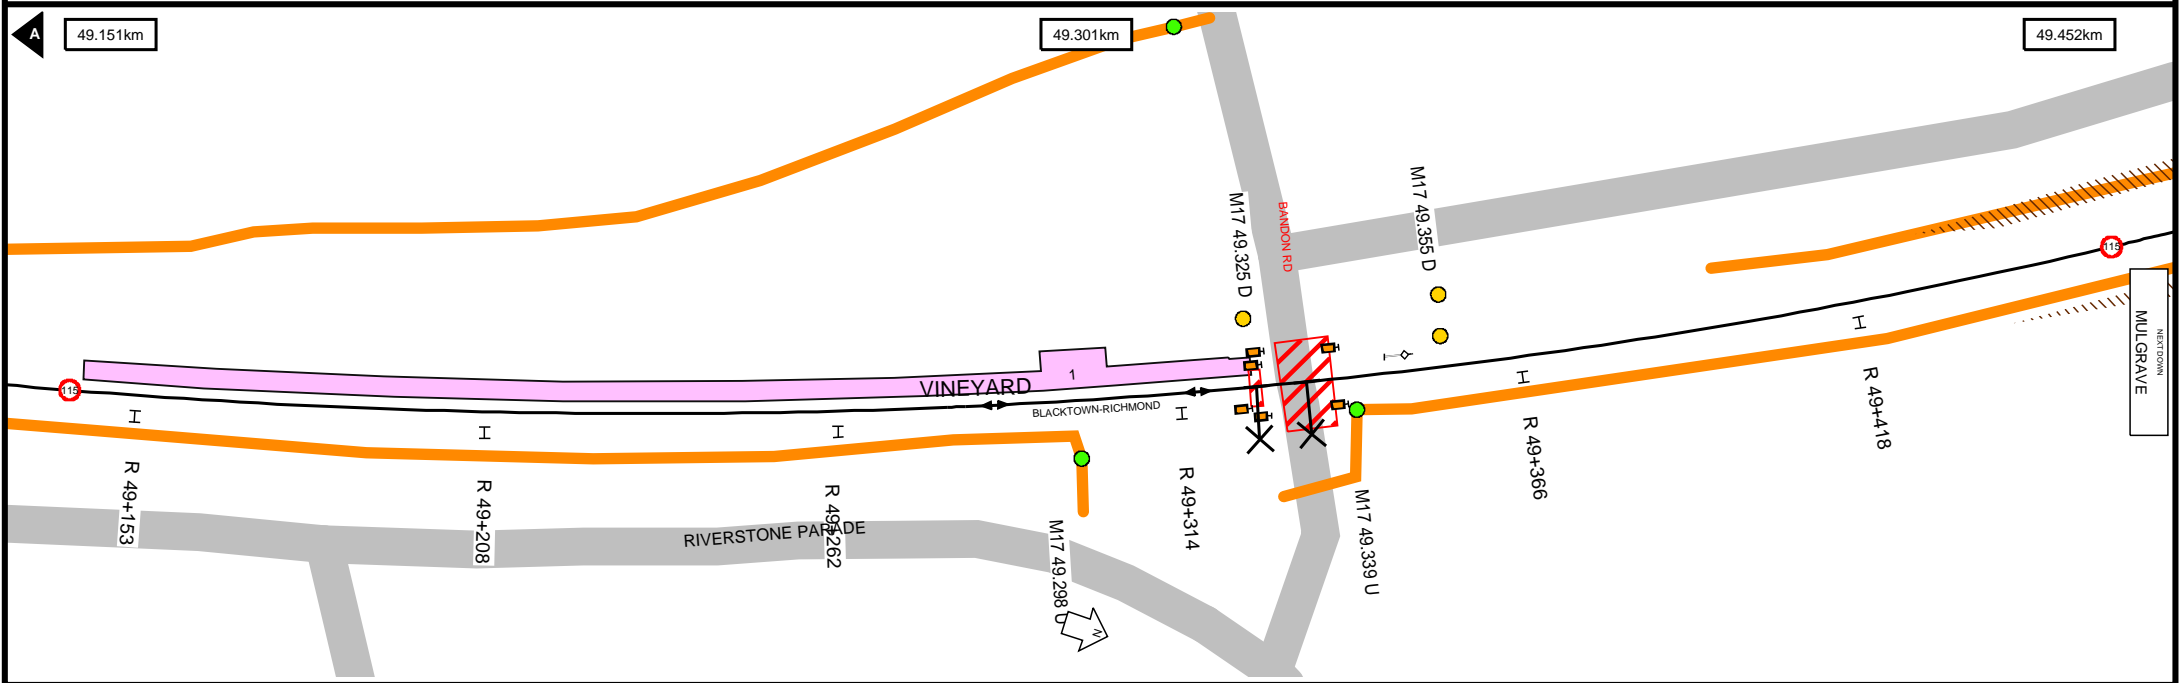 A
49.151km
49.301km
49.452km
M17 49.325 D
BANDON RD
M17 49.355 D
115
NEXT DOWN
MULGRAVE
1
VINEYARD
BLACKTOWN-RICHMOND
115
R 49+153
R 49+208
R 49+262
R 49+314
R 49+366
R 49+418
RIVERSTONE PARADE
M17 49.298 U
M17 49.339 U
N